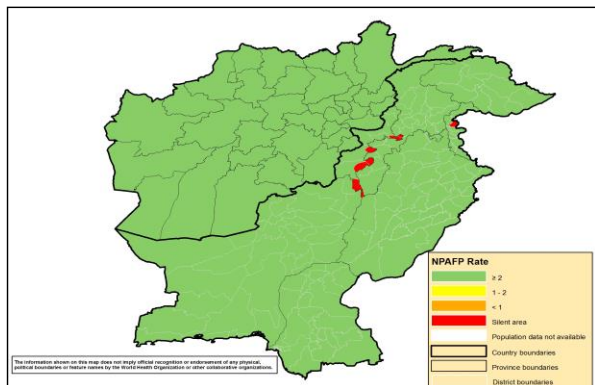 NPAFP Rate
≥ 2
1 - 2
< 1
Silent area
Population data not available
Country boundaries
Province boundaries
District boundaries
The information shown on this map does not imply official recognition or endorsement of any physical,
political boundaries or feature names by the World Health Organization or other collaborative organizations.